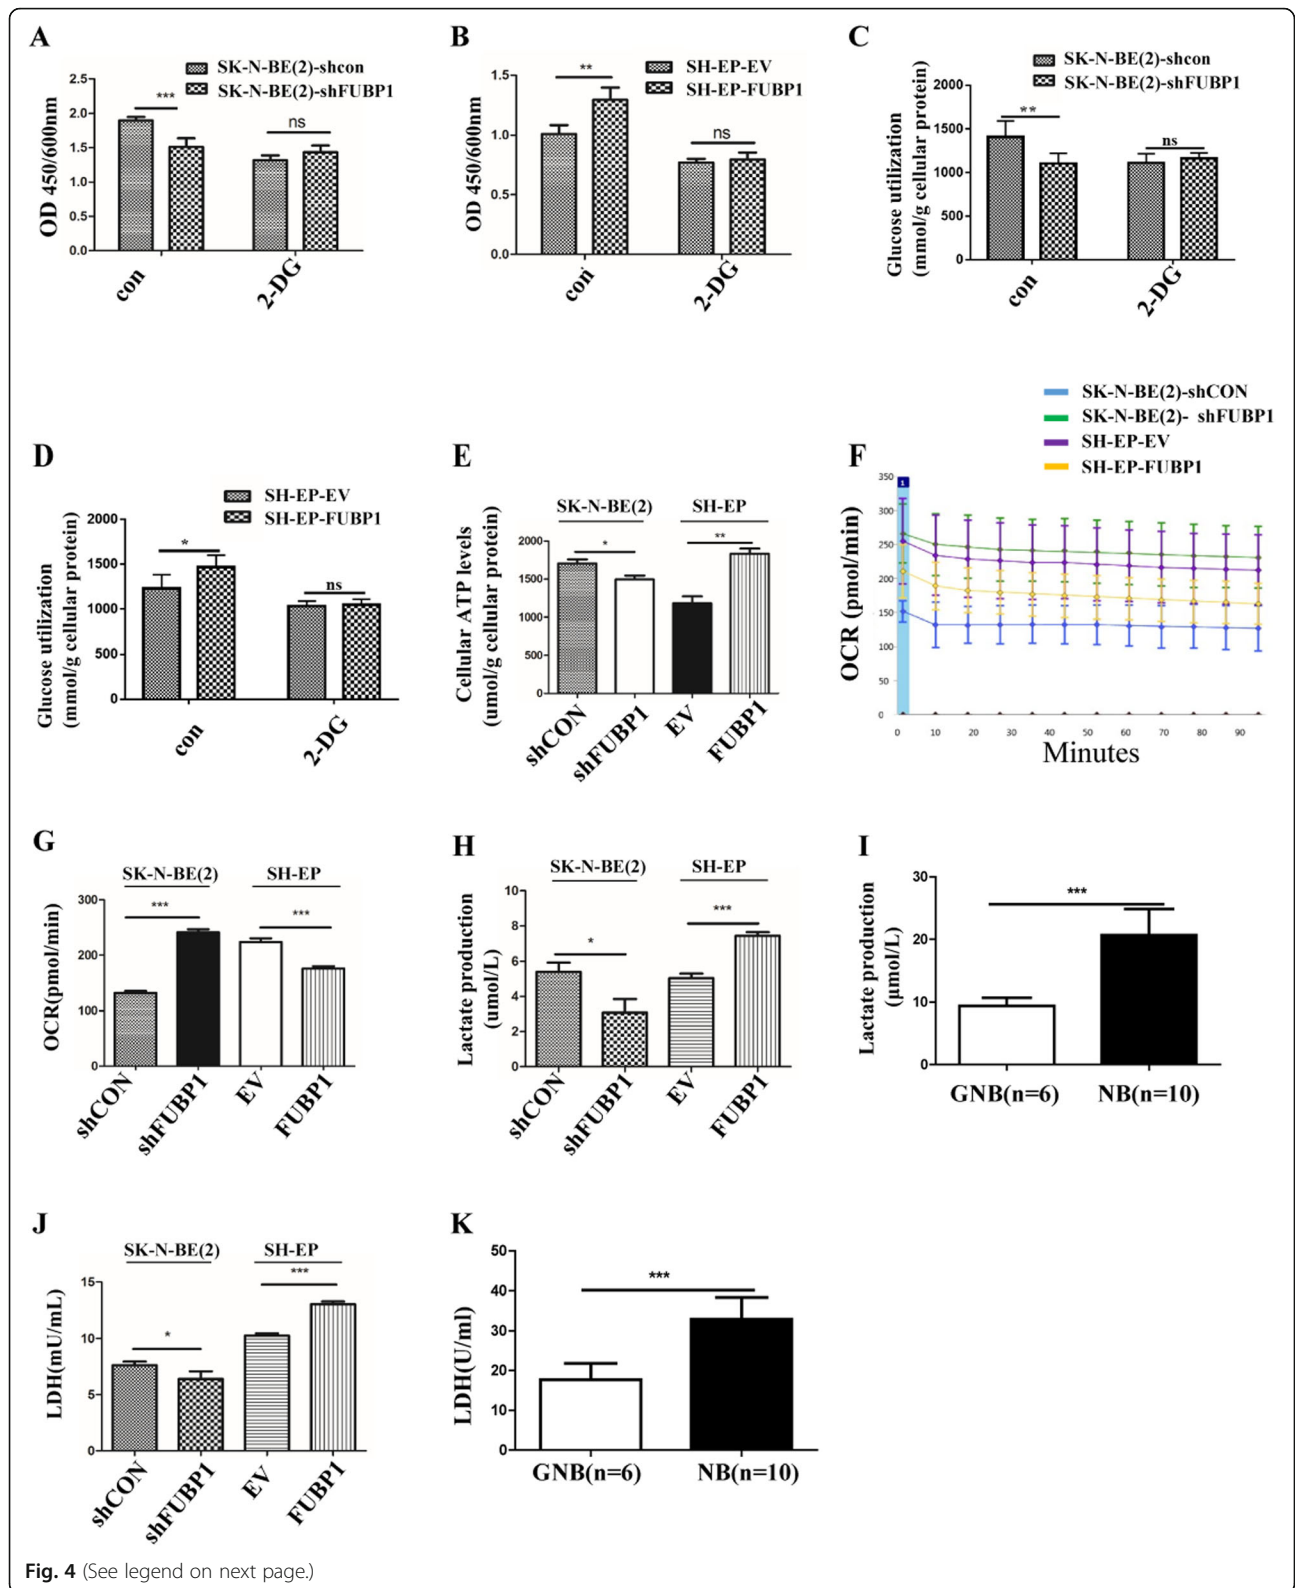 A
SK-N-BE(2)-shcon
SK-N-BE(2)-shFUBP1
OD 450/600nm
2.5
2.0
1.5
1.0
0.5
0.0
***
ns
con
2-DG
B
SH-EP-EV
SH-EP-FUBP1
OD 450/600nm
1.5
1.0
0.5
0.0
**
ns
con
2-DG
C
SK-N-BE(2)-shcon
SK-N-BE(2)-shFUBP1
Glucose utilization
(mmol/g cellular protein)
2000
1500
1000
500
0
**
ns
con
2-DG
D
SH-EP-EV
SH-EP-FUBP1
Glucose utilization
(mmol/g cellular protein)
2000
1500
1000
500
0
*
ns
con
2-DG
E
SK-N-BE(2)
SH-EP
Cellular ATP levels
(umol/g cellular protein)
2000
1500
1000
500
0
*
**
shCON
shFUBP1
EV
FUBP1
SK-N-BE(2)-shCON
SK-N-BE(2)- shFUBP1
SH-EP-EV
SH-EP-FUBP1
F
OCR (pmol/min)
350
300
250
200
150
100
50
0
1
0 10 20 30 40 50 60 70 80 90
Minutes
G
SK-N-BE(2)
SH-EP
OCR(pmol/min)
300
200
100
0
***
***
shCON
shFUBP1
EV
FUBP1
H
SK-N-BE(2)
SH-EP
Lactate production
(umol/L)
10
8
6
4
2
0
*
***
shCON
shFUBP1
EV
FUBP1
I
Lactate production
(μmol/L)
30
20
10
0
***
GNB(n=6)
NB(n=10)
J
SK-N-BE(2)
SH-EP
LDH(mU/mL)
15
10
5
0
*
***
shCON
shFUBP1
EV
FUBP1
K
LDH(U/ml)
50
40
30
20
10
0
***
GNB(n=6)
NB(n=10)
Fig. 4 (See legend on next page.)